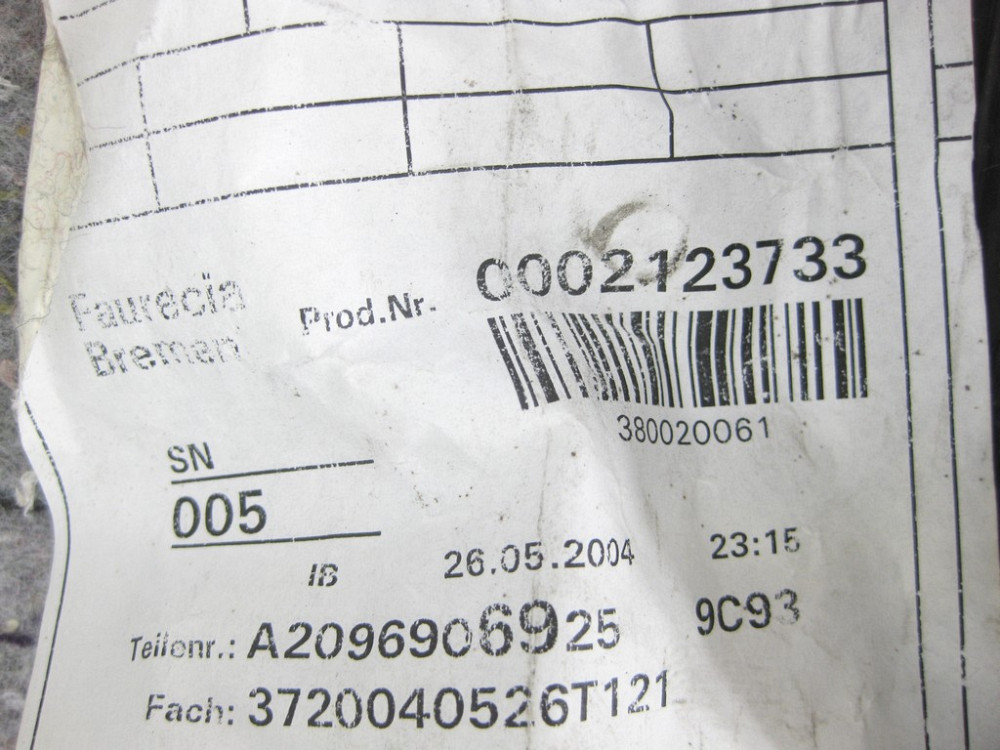 Faurecia
Bremen
Prod.Nr. 0002123733
380020061
SN
005
IB 26.05.2004 23:15
Teilenr.: A2096906925 9C93
Fach: 3720040526T121